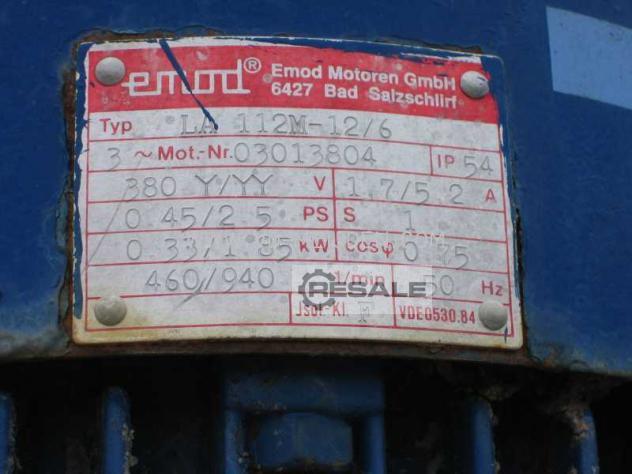 emod® Emod Motoren GmbH
6427 Bad Salzschlirf
Typ LA 112M-12/6
3 ~ Mot.-Nr. 03013804 IP 54
380 Y/YY V 1.7/5 2 A
0 45/2 5 PS S 1
0.33/1.85 kW cosφ 0 75
460/940 1/min 50 Hz
RESALE
Jsol.-Kl. F VDE0530.84